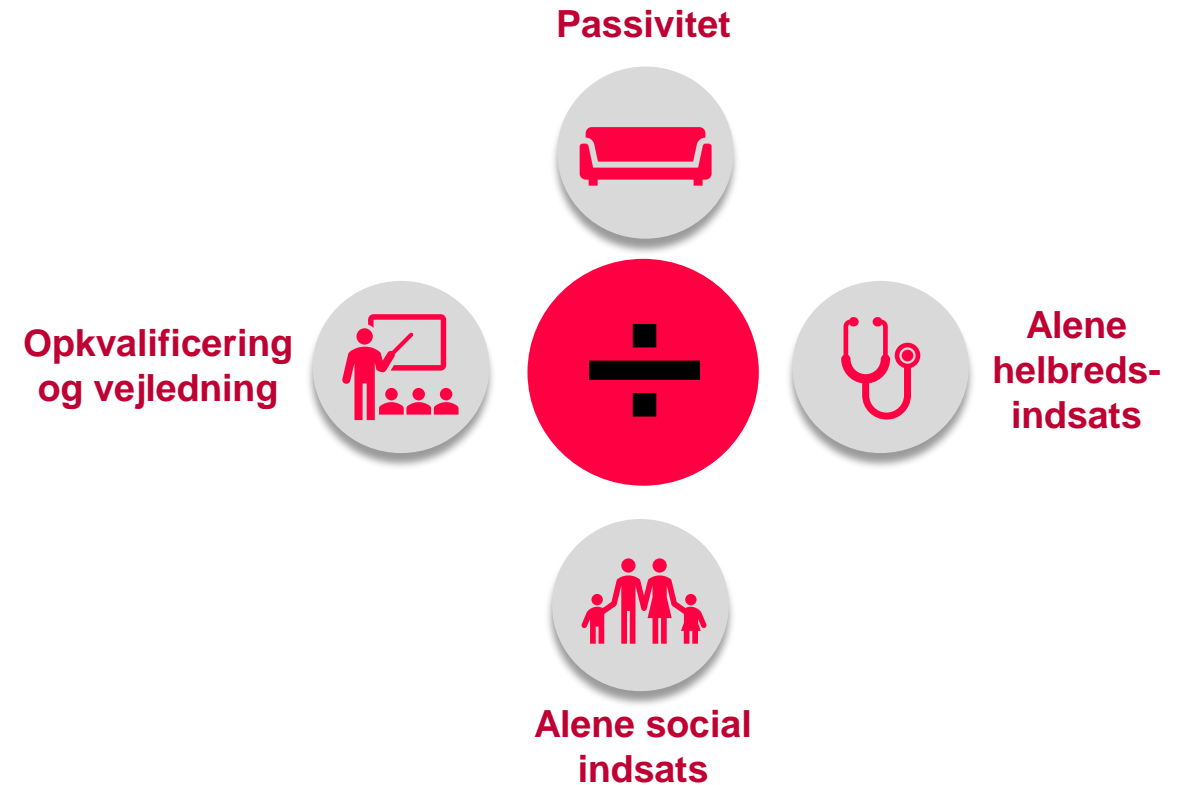 Passivitet
Opkvalificering
og vejledning
÷
Alene
helbreds-
indsats
Alene social
indsats